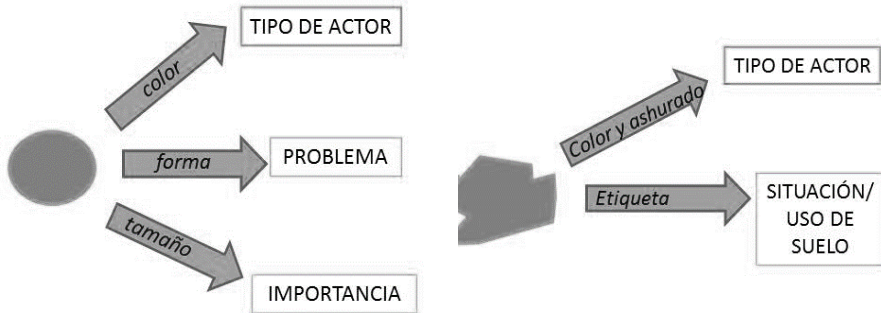 TIPO DE ACTOR
color
forma
PROBLEMA
tamaño
IMPORTANCIA
TIPO DE ACTOR
Color y ashurado
Etiqueta
SITUACIÓN/
USO DE
SUELO